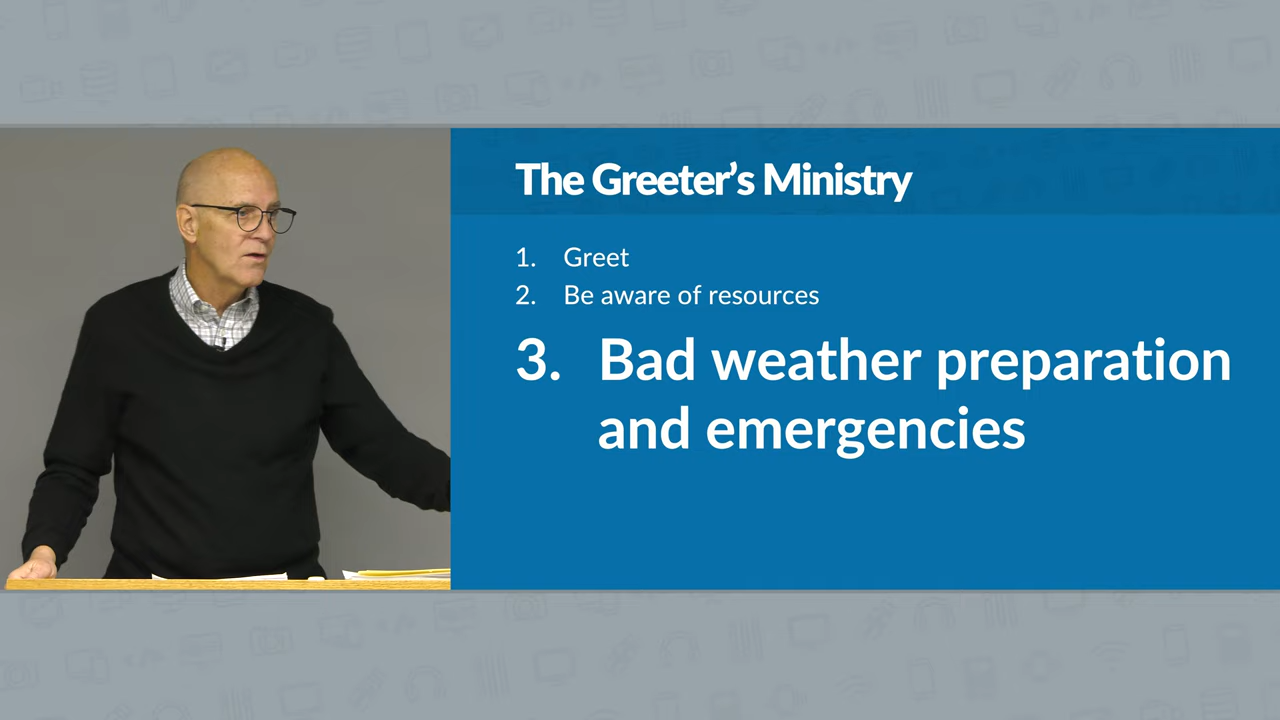 The Greeter’s Ministry
1. Greet
2. Be aware of resources
3. Bad weather preparation
and emergencies